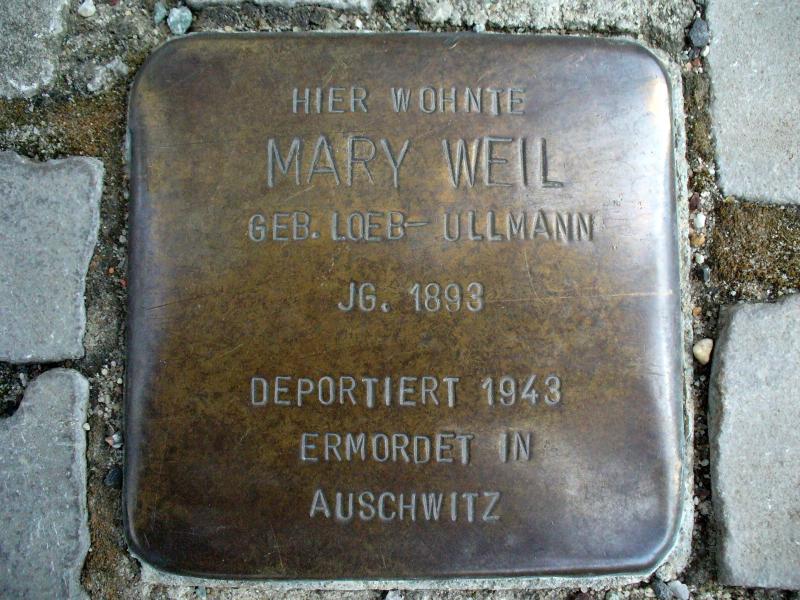 HIER WOHNTE
MARY WEIL
GEB. LOEB-ULLMANN
JG. 1893
DEPORTIERT 1943
ERMORDET IN
AUSCHWITZ